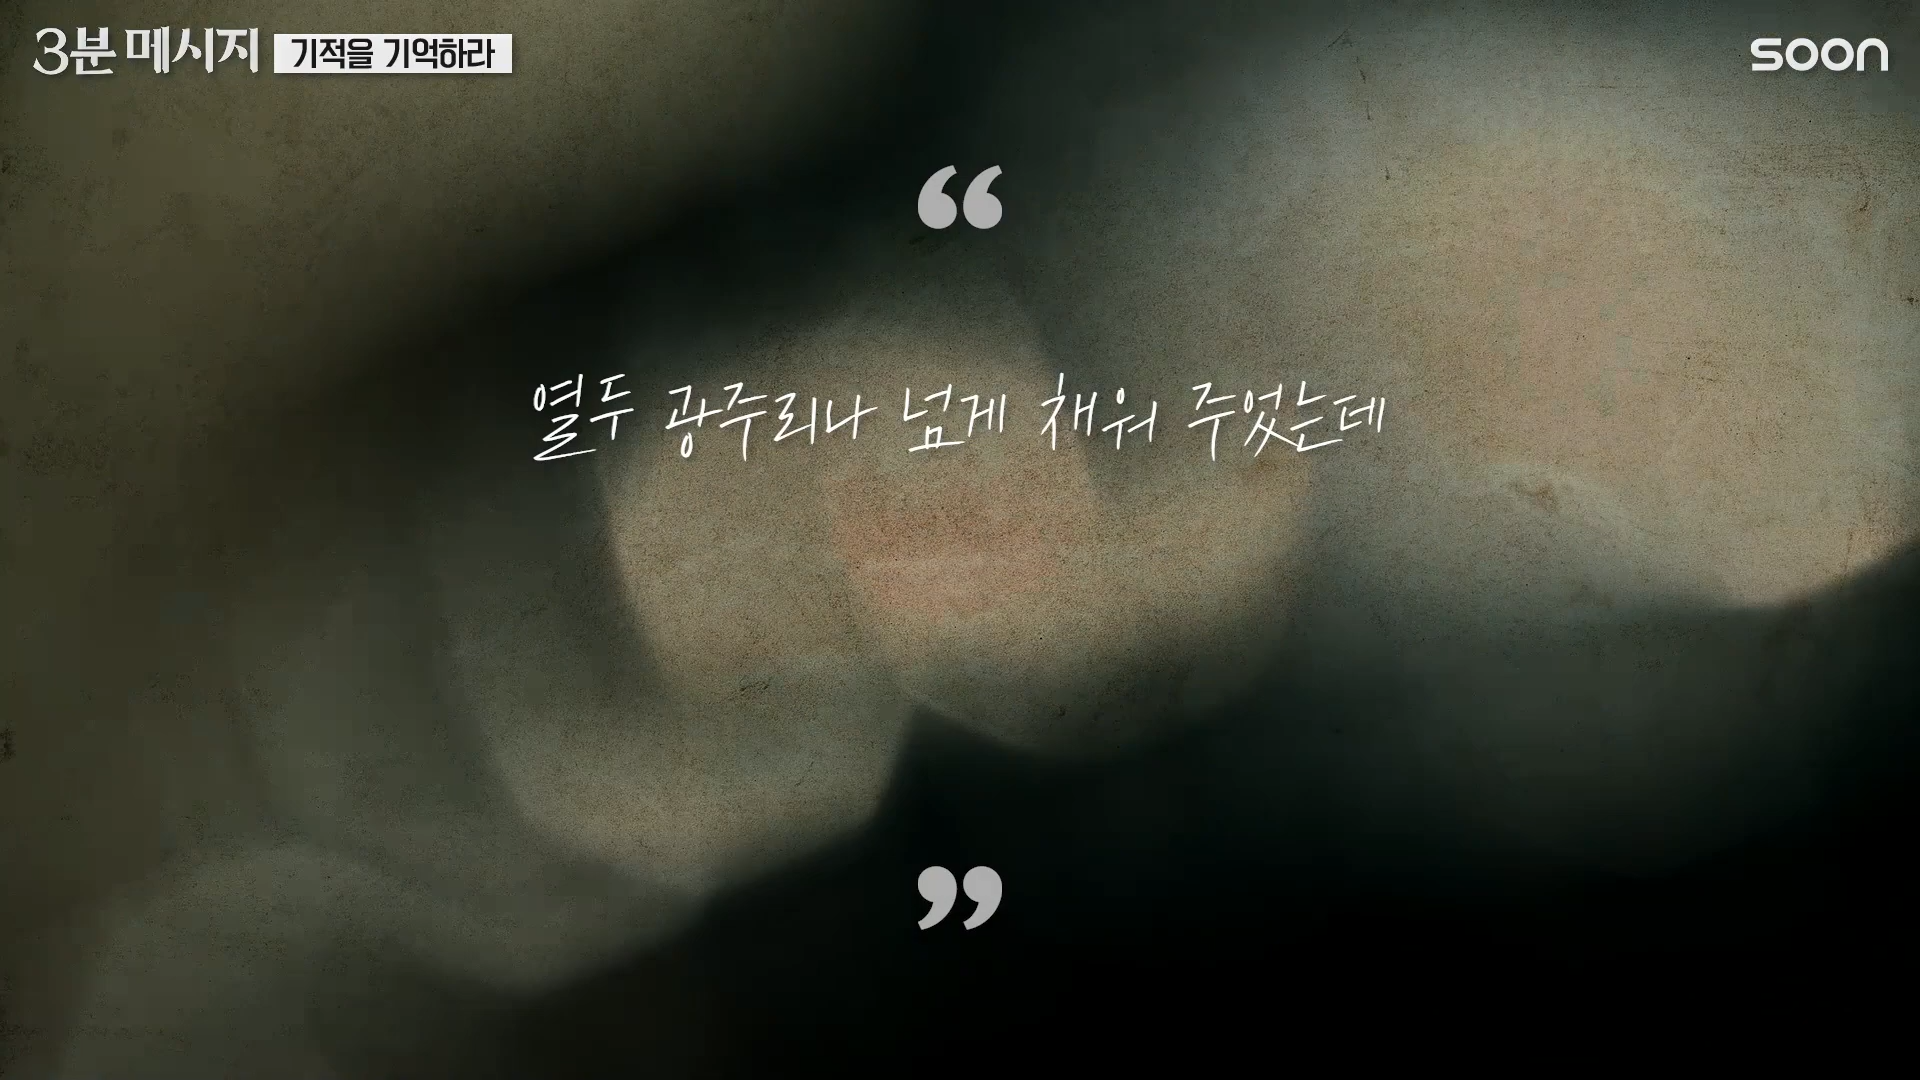 3분 메시지 기적을 기억하라
soon
“
열두 광주리나 넘게 채워 주었는데
”